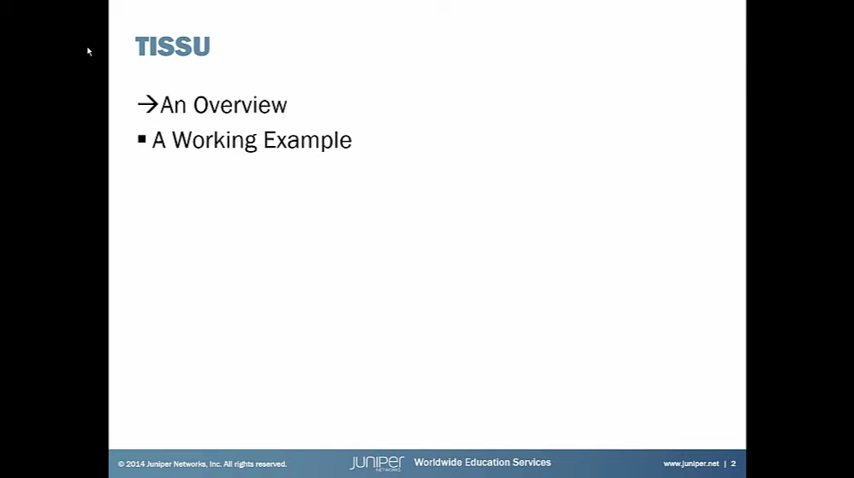 TISSU
→An Overview
▪ A Working Example
© 2014 Juniper Networks, Inc. All rights reserved.
JUNIPER
NETWORKS
Worldwide Education Services
www.juniper.net | 2